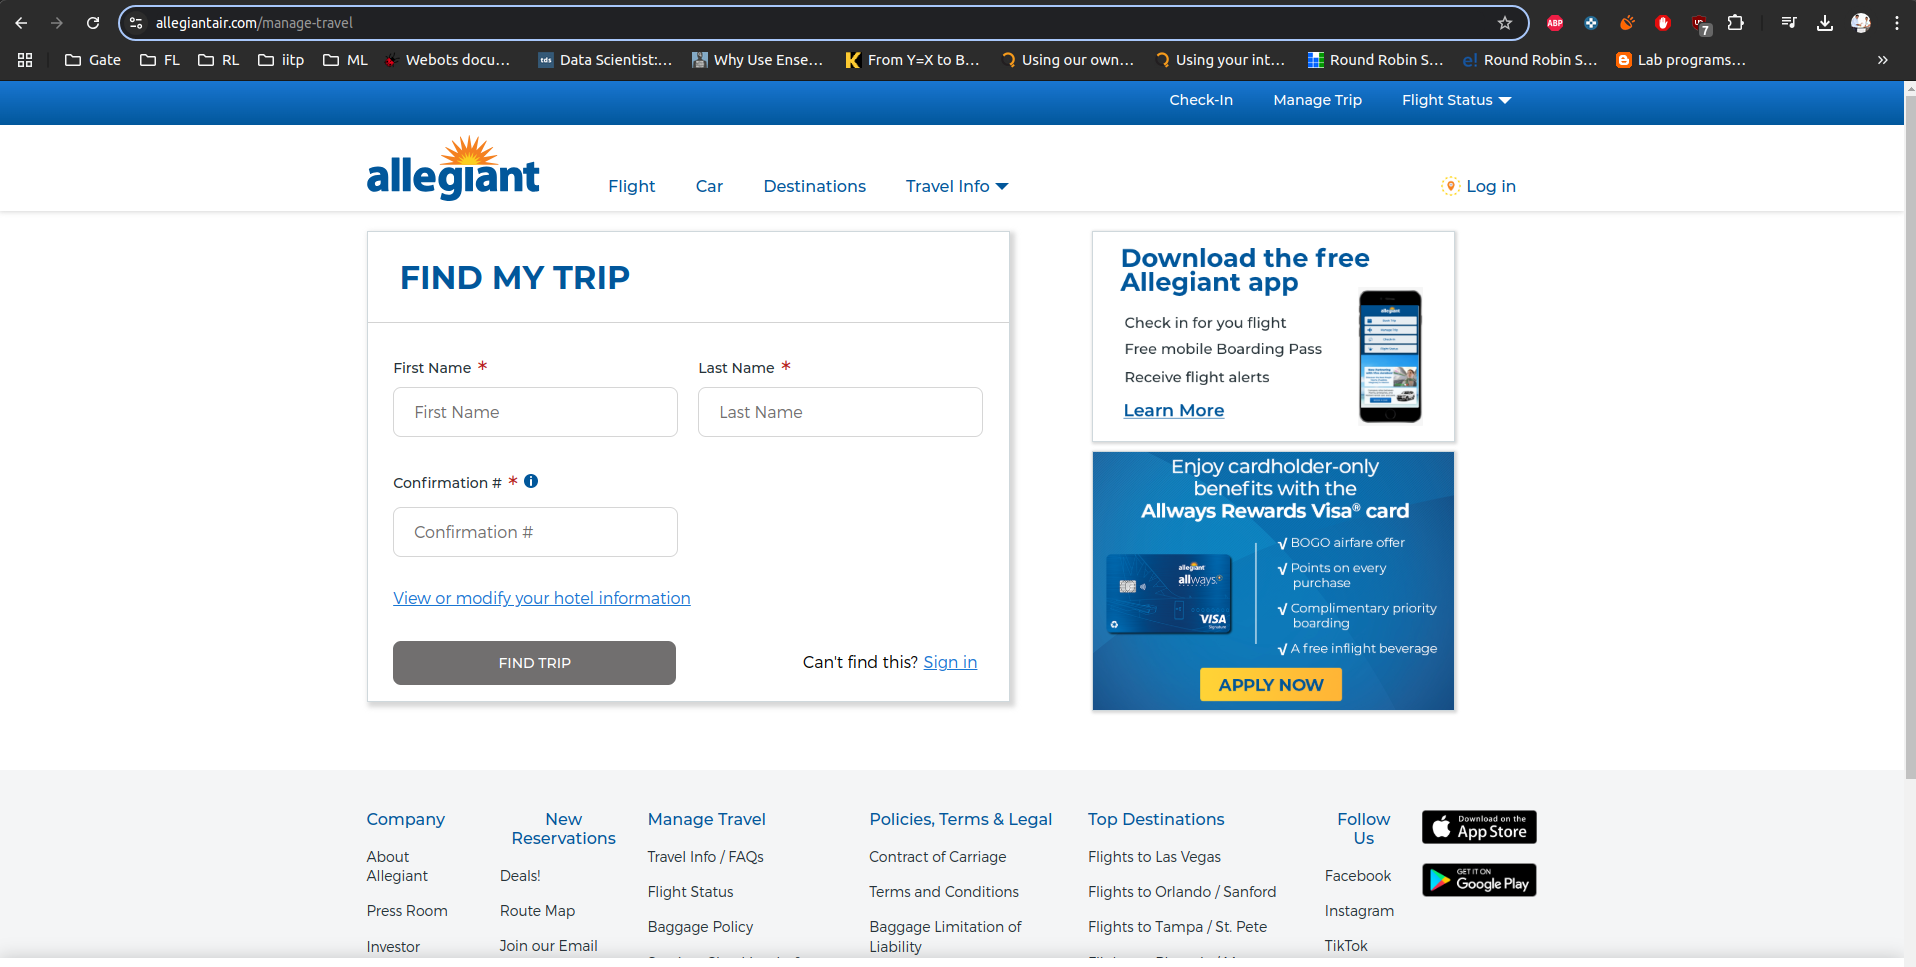 allegiantair.com/manage-travel
ABP
7
Gate
FL
RL
iitp
ML
Webots docu...
tds
Data Scientist:...
Why Use Ense...
From Y=X to B...
Using our own...
Using your int...
Round Robin S...
e!
Round Robin S...
Lab programs...
Check-In
Manage Trip
Flight Status
allegiant
Flight
Car
Destinations
Travel Info
Log in
FIND MY TRIP
First Name *
Last Name *
First Name
Last Name
Confirmation # *
Confirmation #
View or modify your hotel information
FIND TRIP
Can't find this? Sign in
Download the free
Allegiant app
Check in for you flight
Free mobile Boarding Pass
Receive flight alerts
Learn More
allegiant
Enjoy cardholder-only
benefits with the
Allways Rewards Visa® card
allegiant
allways
VISA
Signature
√ BOGO airfare offer
√ Points on every
purchase
√ Complimentary priority
boarding
√ A free inflight beverage
APPLY NOW
Company
About
Allegiant
Press Room
Investor
New
Reservations
Deals!
Route Map
Join our Email
Manage Travel
Travel Info / FAQs
Flight Status
Baggage Policy
Policies, Terms & Legal
Contract of Carriage
Terms and Conditions
Baggage Limitation of
Liability
Top Destinations
Flights to Las Vegas
Flights to Orlando / Sanford
Flights to Tampa / St. Pete
Follow
Us
Facebook
Instagram
TikTok
Download on the
App Store
GET IT ON
Google Play